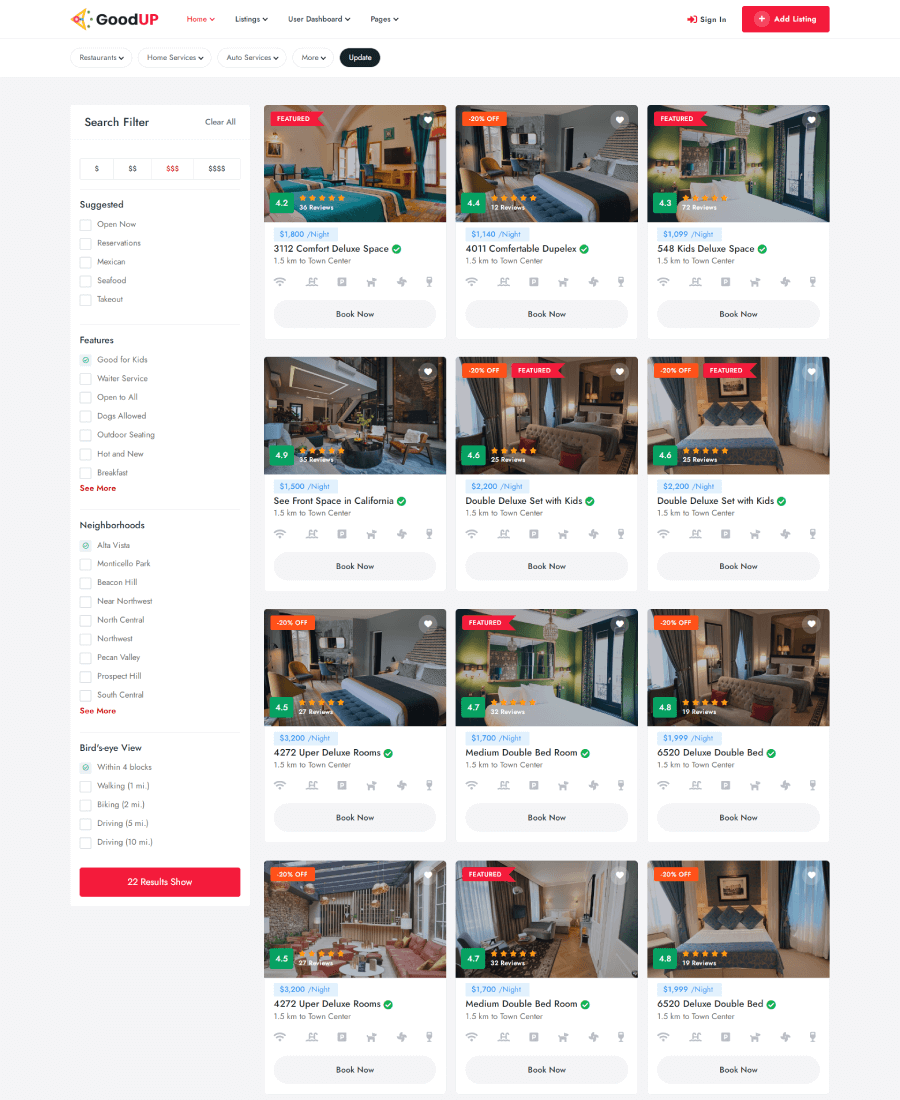 GoodUP
Home Listings User Dashboard Pages
Sign In
+ Add Listing
Restaurants Home Services Auto Services More Update
Search Filter Clear All
$ $$ $$$ $$$$
Suggested
Open Now
Reservations
Mexican
Seafood
Takeout
Features
Good for Kids
Waiter Service
Open to All
Dogs Allowed
Outdoor Seating
Hot and New
Breakfast
See More
Neighborhoods
Alta Vista
Monticello Park
Beacon Hill
Near Northwest
North Central
Northwest
Pecan Valley
Prospect Hill
South Central
See More
Bird's-eye View
Within 4 blocks
Walking (1 mi.)
Biking (2 mi.)
Driving (5 mi.)
Driving (10 mi.)
22 Results Show
FEATURED
4.2
36 Reviews
$1,800 /Night
3112 Comfort Deluxe Space
1.5 km to Town Center
P
Book Now
-20% OFF
4.4
12 Reviews
$1,140 /Night
4011 Comfertable Dupelex
1.5 km to Town Center
P
Book Now
FEATURED
4.3
72 Reviews
$1,099 /Night
548 Kids Deluxe Space
1.5 km to Town Center
P
Book Now
4.9
35 Reviews
$1,500 /Night
See Front Space in California
1.5 km to Town Center
P
Book Now
-20% OFF FEATURED
4.6
25 Reviews
$2,200 /Night
Double Deluxe Set with Kids
1.5 km to Town Center
P
Book Now
-20% OFF FEATURED
4.6
25 Reviews
$2,200 /Night
Double Deluxe Set with Kids
1.5 km to Town Center
P
Book Now
-20% OFF
4.5
27 Reviews
$3,200 /Night
4272 Uper Deluxe Rooms
1.5 km to Town Center
P
Book Now
FEATURED
4.7
32 Reviews
$1,700 /Night
Medium Double Bed Room
1.5 km to Town Center
P
Book Now
-20% OFF
4.8
19 Reviews
$1,999 /Night
6520 Deluxe Double Bed
1.5 km to Town Center
P
Book Now
-20% OFF
4.5
27 Reviews
$3,200 /Night
4272 Uper Deluxe Rooms
1.5 km to Town Center
P
Book Now
FEATURED
4.7
32 Reviews
$1,700 /Night
Medium Double Bed Room
1.5 km to Town Center
P
Book Now
-20% OFF
4.8
19 Reviews
$1,999 /Night
6520 Deluxe Double Bed
1.5 km to Town Center
P
Book Now